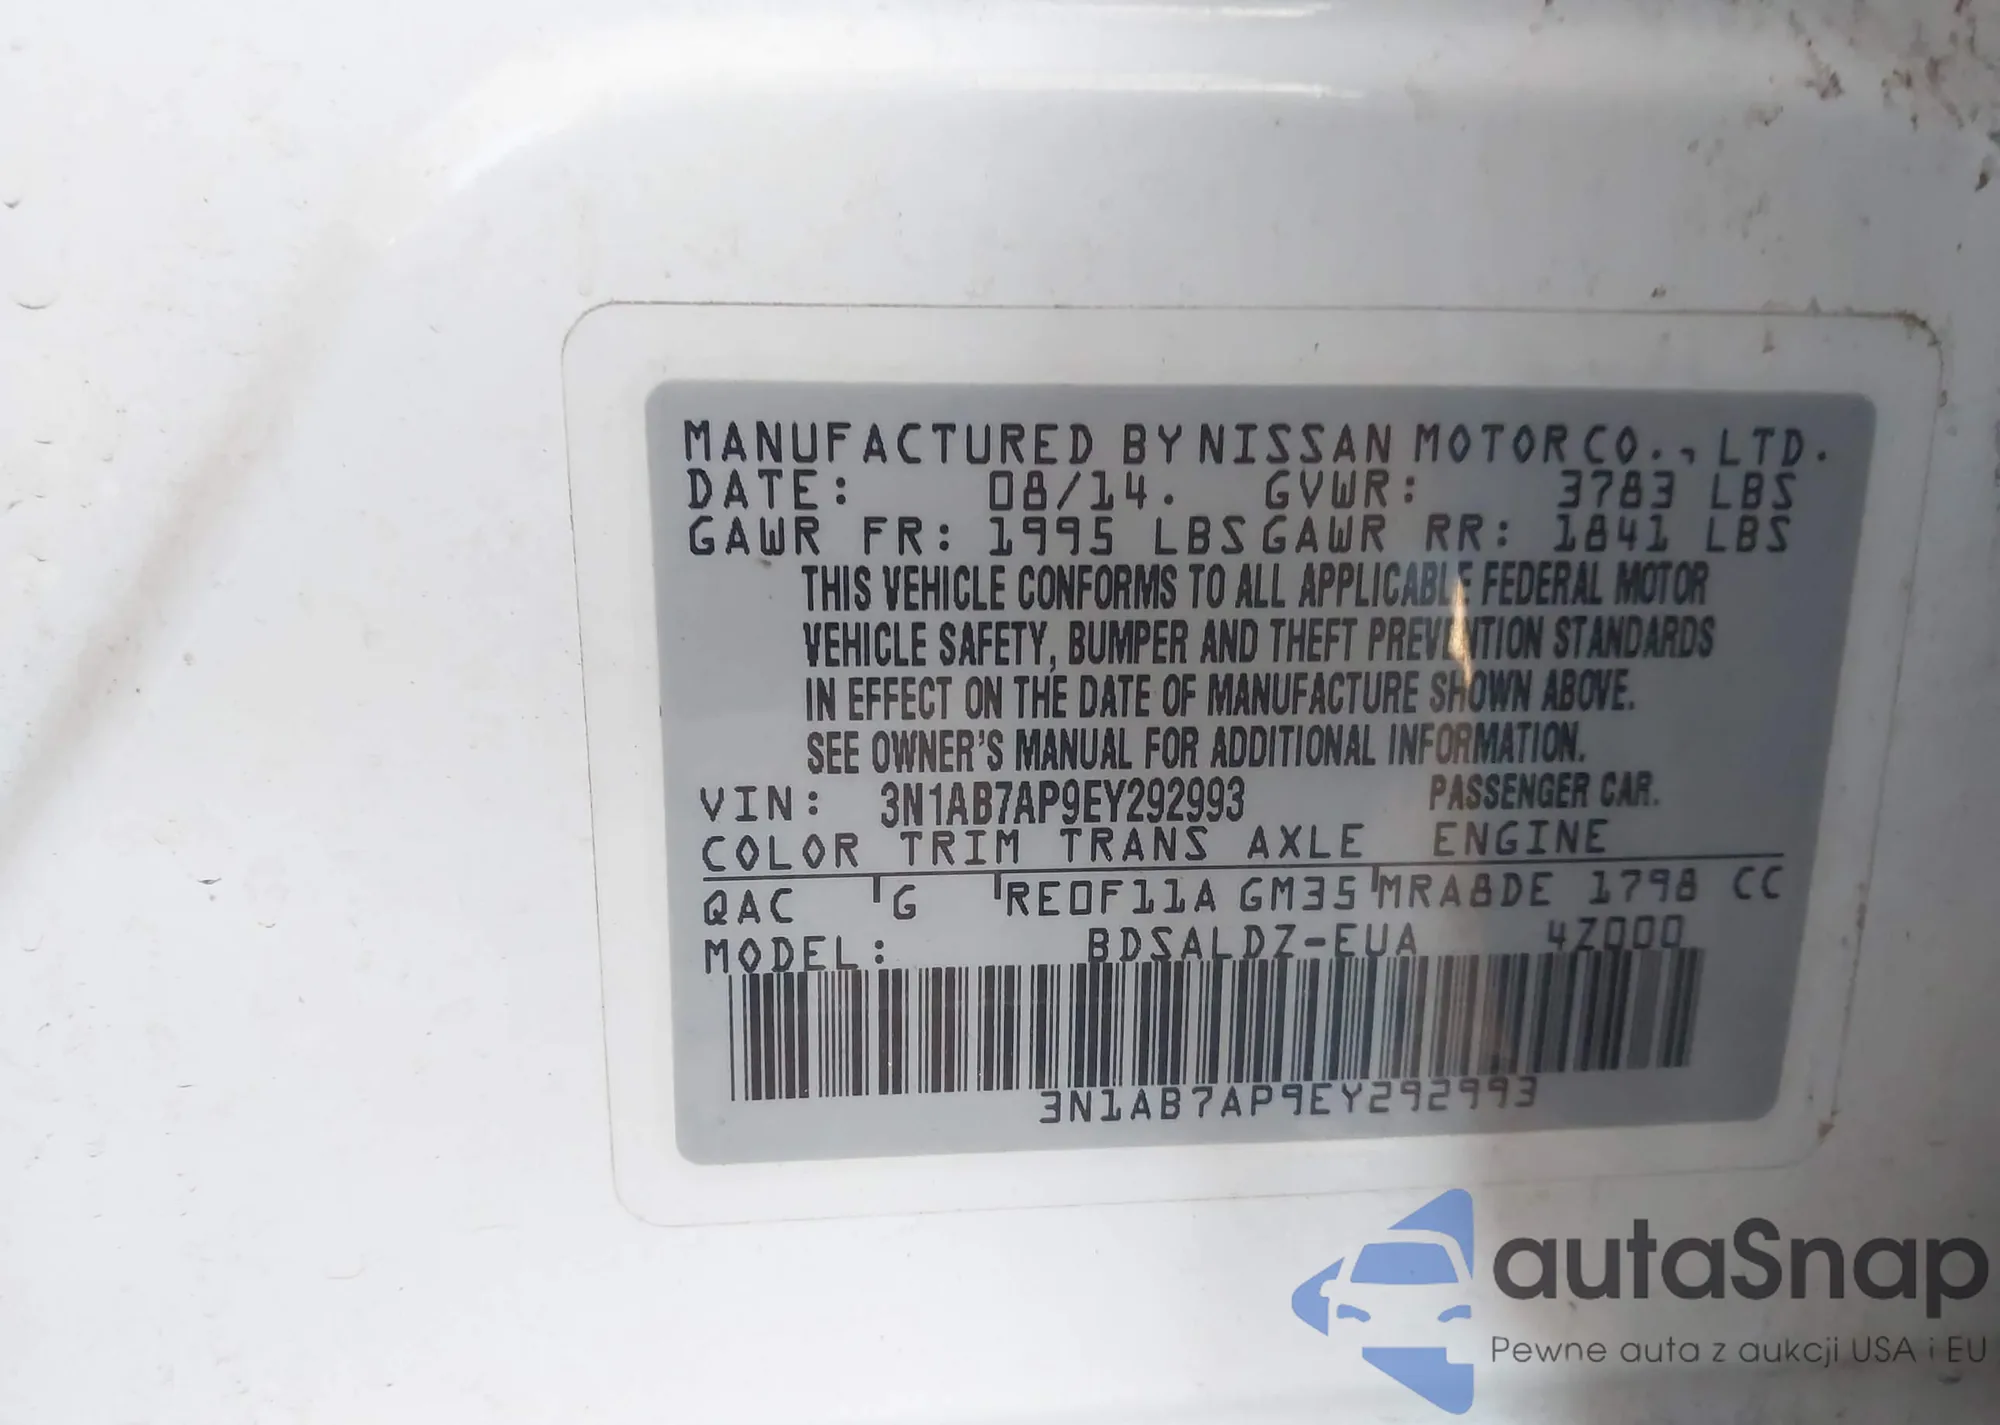 MANUFACTURED BY NISSAN MOTOR CO., LTD.
DATE: 08/14. GVWR: 3783 LBS
GAWR FR: 1995 LBS GAWR RR: 1841 LBS
THIS VEHICLE CONFORMS TO ALL APPLICABLE FEDERAL MOTOR
VEHICLE SAFETY, BUMPER AND THEFT PREVENTION STANDARDS
IN EFFECT ON THE DATE OF MANUFACTURE SHOWN ABOVE.
SEE OWNER'S MANUAL FOR ADDITIONAL INFORMATION.
VIN: 3N1AB7AP9EY292993 PASSENGER CAR.
COLOR TRIM TRANS AXLE ENGINE
QAC G RE0F11A GM35 MRA8DE 1798 CC
MODEL: BDSALDZ-EUA 4Z000
3N1AB7AP9EY292993
autaSnap
Pewne auta z aukcji USA i EU